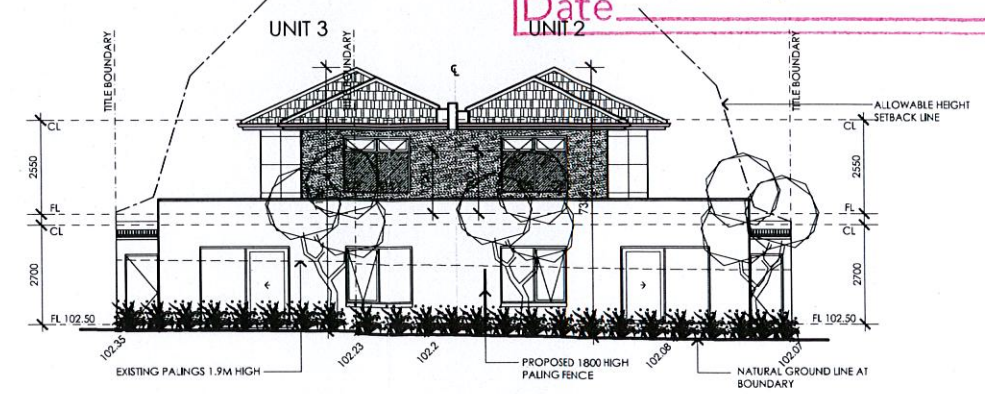 Date
UNIT 3
UNIT 2
TITLE BOUNDARY
TITLE BOUNDARY
ALLOWABLE HEIGHT
SETBACK LINE
CL
CL
2550
2550
FL
FL
CL
CL
2700
2700
FL 102.50
FL 102.50
102.35
102.23
102.2
102.08
102.07
EXISTING PALINGS 1.9M HIGH
PROPOSED 1800 HIGH
PALING FENCE
NATURAL GROUND LINE AT
BOUNDARY